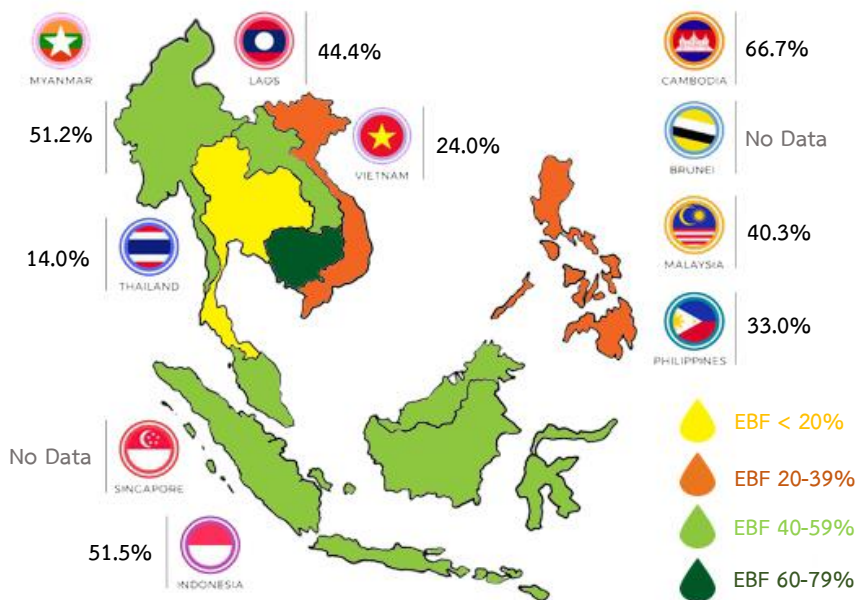 MYANMAR
51.2%
LAOS
44.4%
VIETNAM
24.0%
THAILAND
14.0%
No Data
SINGAPORE
51.5%
INDONESIA
CAMBODIA
66.7%
BRUNEI
No Data
MALAYSIA
40.3%
PHILIPPINES
33.0%
EBF < 20%
EBF 20-39%
EBF 40-59%
EBF 60-79%